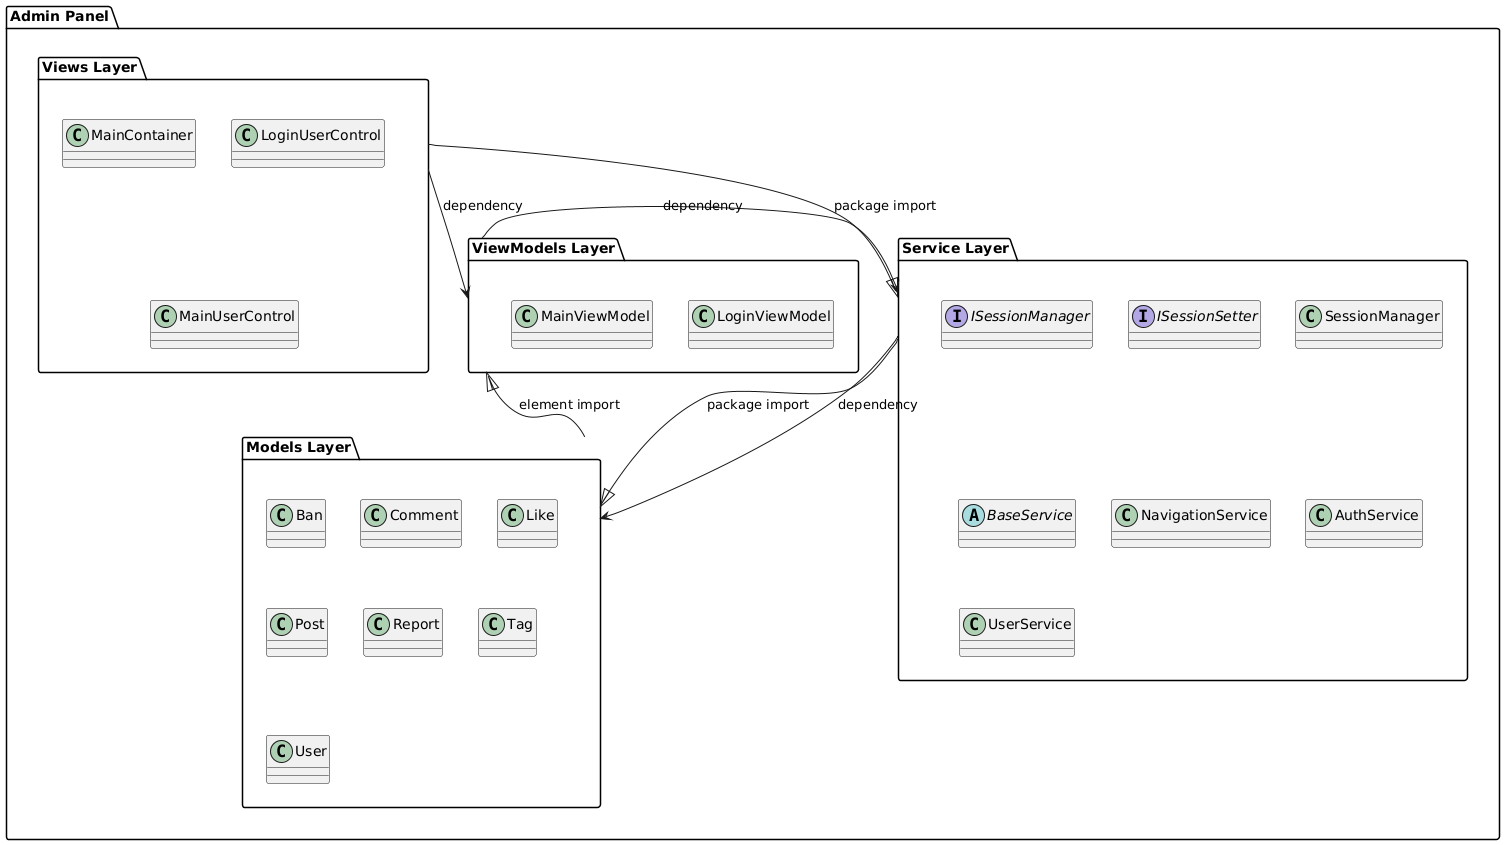 Admin Panel
Views Layer
C MainContainer
C LoginUserControl
C MainUserControl
dependency
dependency
package import
ViewModels Layer
C MainViewModel
C LoginViewModel
Service Layer
I ISessionManager
I ISessionSetter
C SessionManager
A BaseService
C NavigationService
C AuthService
C UserService
element import
package import
dependency
Models Layer
C Ban
C Comment
C Like
C Post
C Report
C Tag
C User